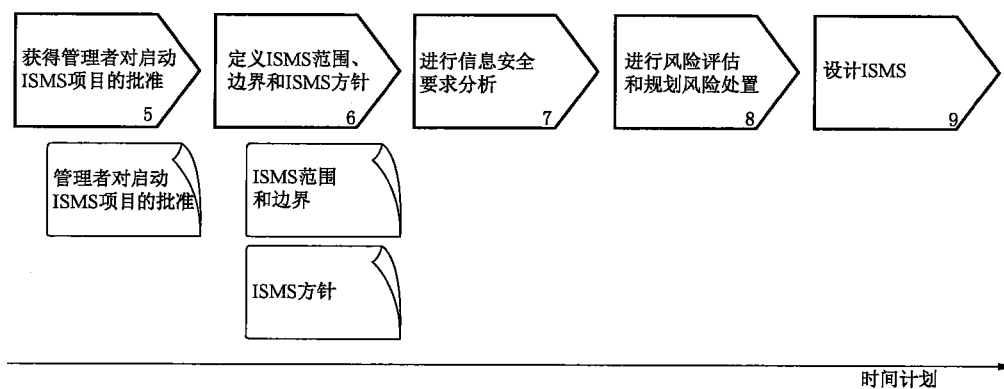 获得管理者对启动
ISMS项目的批准
5
定义ISMS范围、
边界和ISMS方针
6
进行信息安全
要求分析
7
进行风险评估
和规划风险处置
8
设计ISMS
9
管理者对启动
ISMS项目的批准
ISMS范围
和边界
ISMS方针
时间计划